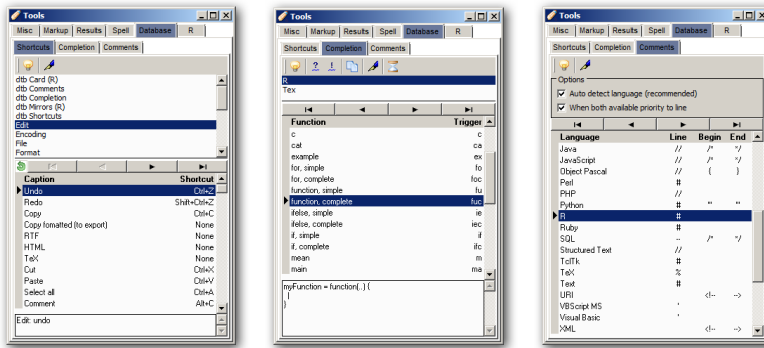 Tools
Misc Markup Results Spell Database R
Shortcuts Completion Comments
dtb Card (R)
dtb Comments
dtb Completion
dtb Mirrors (R)
dtb Shortcuts
Edit
Encoding
File
Format
Caption Shortcut
Undo Ctrl+Z
Redo Shift+Ctrl+Z
Copy Ctrl+C
Copy fomatted (to export) None
RTF None
HTML None
TeX None
Cut Ctrl+X
Paste Ctrl+V
Select all Ctrl+A
Comment Alt+C
Edit: undo
Tools
Misc Markup Results Spell Database R
Shortcuts Completion Comments
R
Tex
Function Trigger
c c
cat ca
example ex
for, simple fo
for, complete foc
function, simple fu
function, complete fuc
ifelse, simple ie
ifelse, complete iec
if, simple if
if, complete ifc
mean m
main ma
myFunction = function(..) {
|
}
Tools
Misc Markup Results Spell Database R
Shortcuts Completion Comments
Options
Auto detect language (recommended)
When both available priority to line
Language Line Begin End
Java // /* */
JavaScript // /* */
Object Pascal // { }
Perl #
PHP //
Python # " "
R #
Ruby #
SQL -- /* */
Structured Text //
TclTk #
TeX %
Text #
URI <!-- -->
VBScript MS '
Visual Basic '
XML <!-- -->